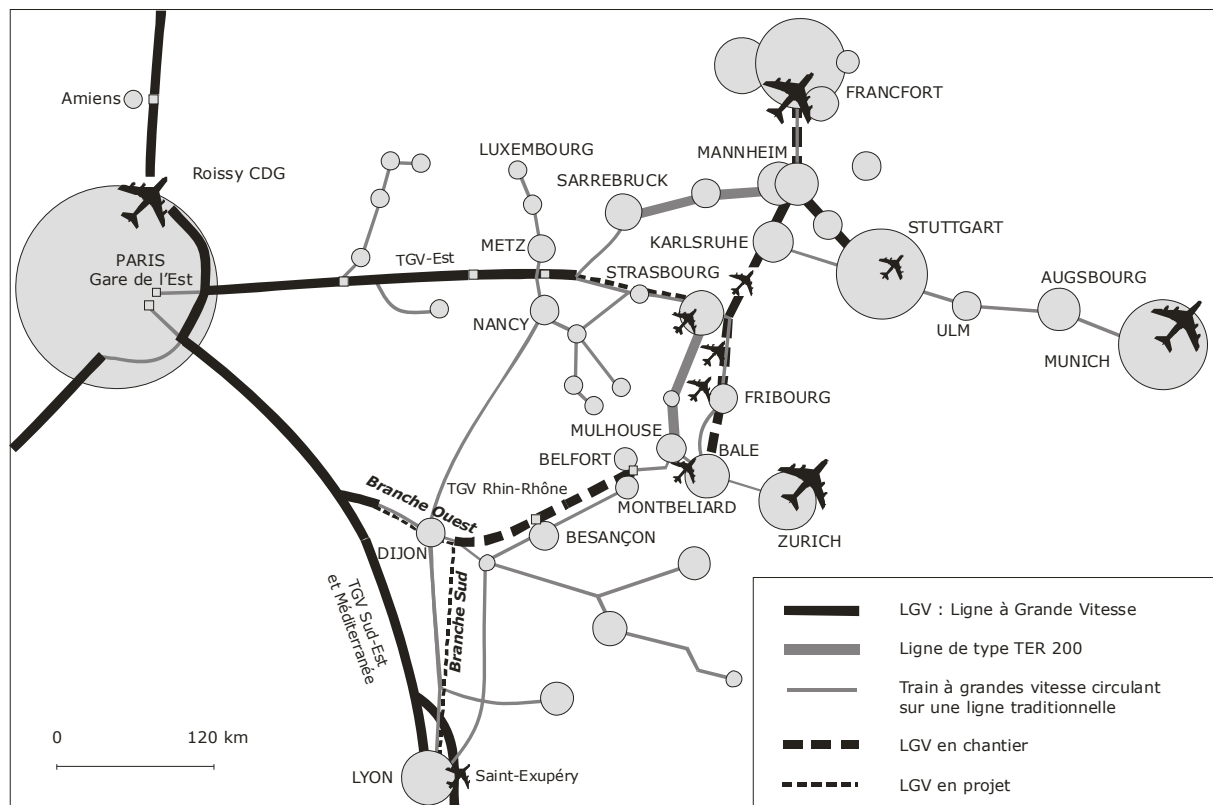 FRANCFORT
Amiens
LUXEMBOURG
MANNHEIM
Roissy CDG
SARREBRUCK
STUTTGART
PARIS
Gare de l'Est
METZ
KARLSRUHE
TGV-Est
STRASBOURG
AUGSBOURG
NANCY
ULM
MUNICH
FRIBOURG
MULHOUSE
BALE
BELFORT
TGV Rhin-Rhône
Branche Ouest
MONTBELIARD
BESANÇON
ZURICH
DIJON
TGV Sud-Est
et Méditerranée
Branche Sud
LGV : Ligne à Grande Vitesse
Ligne de type TER 200
Train à grandes vitesse circulant
sur une ligne traditionnelle
LGV en chantier
LGV en projet
0 120 km
LYON
Saint-Exupéry